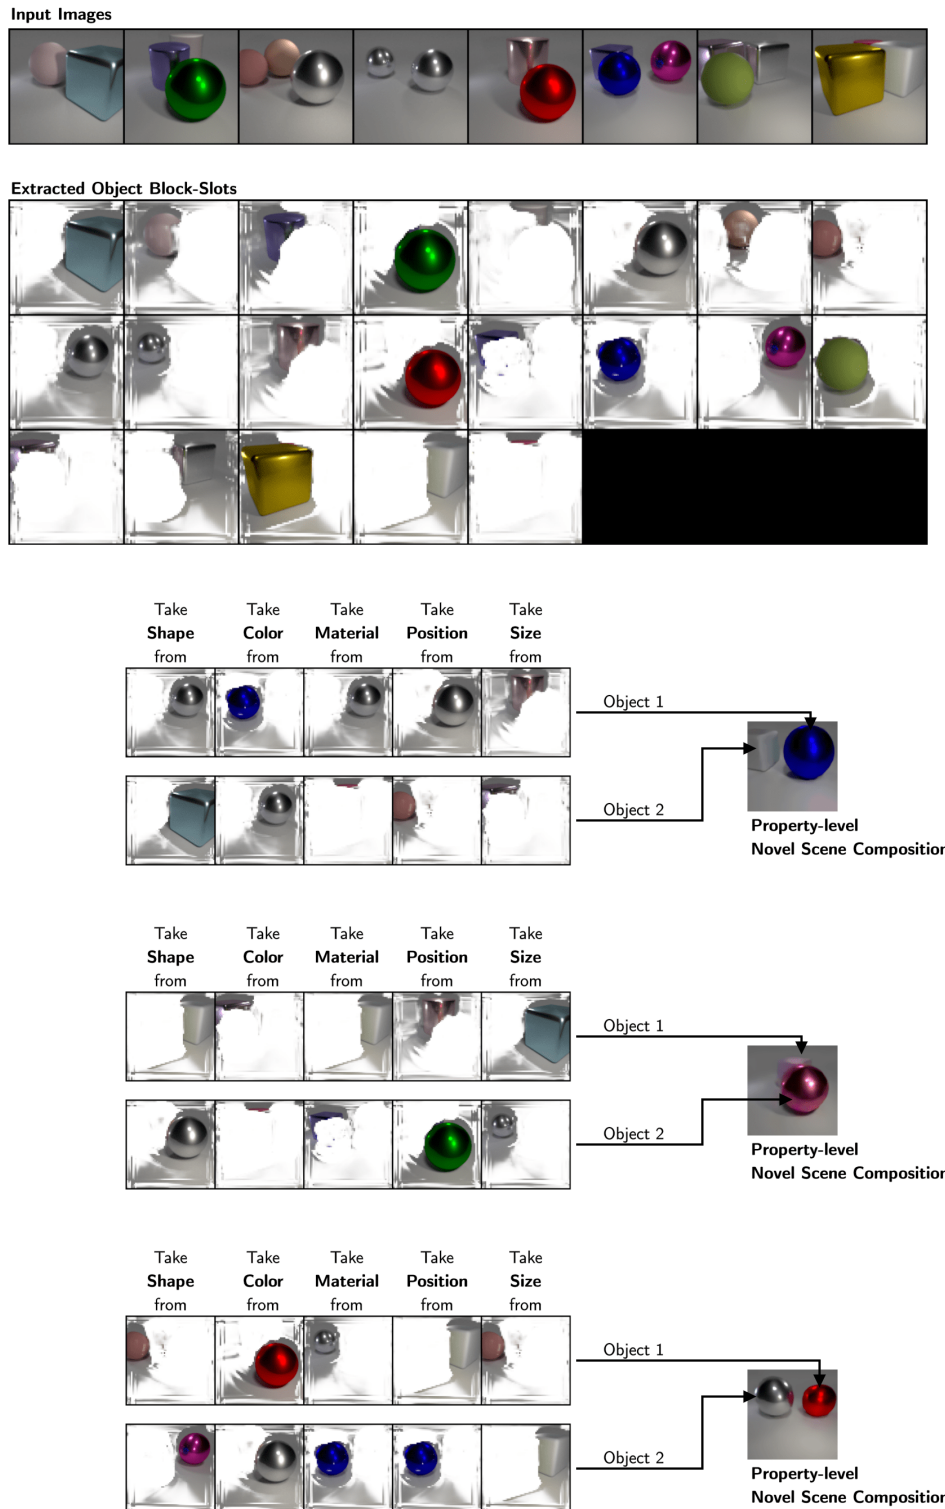 Input Images
Extracted Object Block-Slots
Take Take Take Take Take
Shape Color Material Position Size
from from from from from
Object 1
Object 2
Property-level
Novel Scene Composition
Take Take Take Take Take
Shape Color Material Position Size
from from from from from
Object 1
Object 2
Property-level
Novel Scene Composition
Take Take Take Take Take
Shape Color Material Position Size
from from from from from
Object 1
Object 2
Property-level
Novel Scene Composition